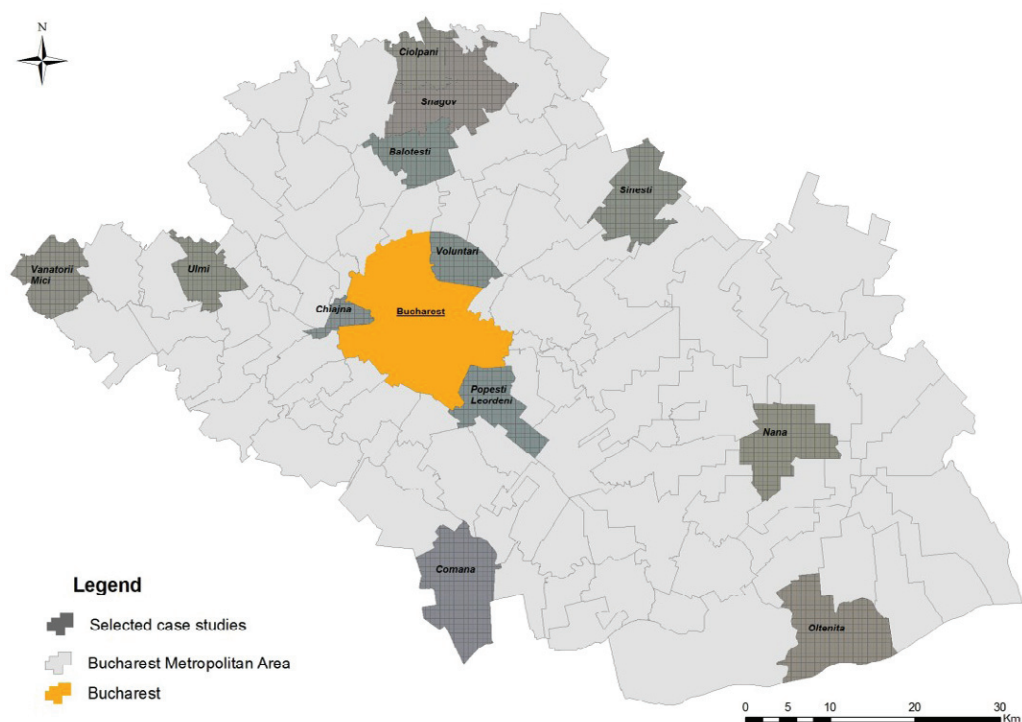 N
Ciolpani
Snagov
Balotesti
Sinesti
Voluntari
Vanatorii
Mici
Ulmi
Chiajna
Bucharest
Popesti
Leordeni
Nana
Comana
Oltenita
Legend
Selected case studies
Bucharest Metropolitan Area
Bucharest
0 5 10 20 30
Km